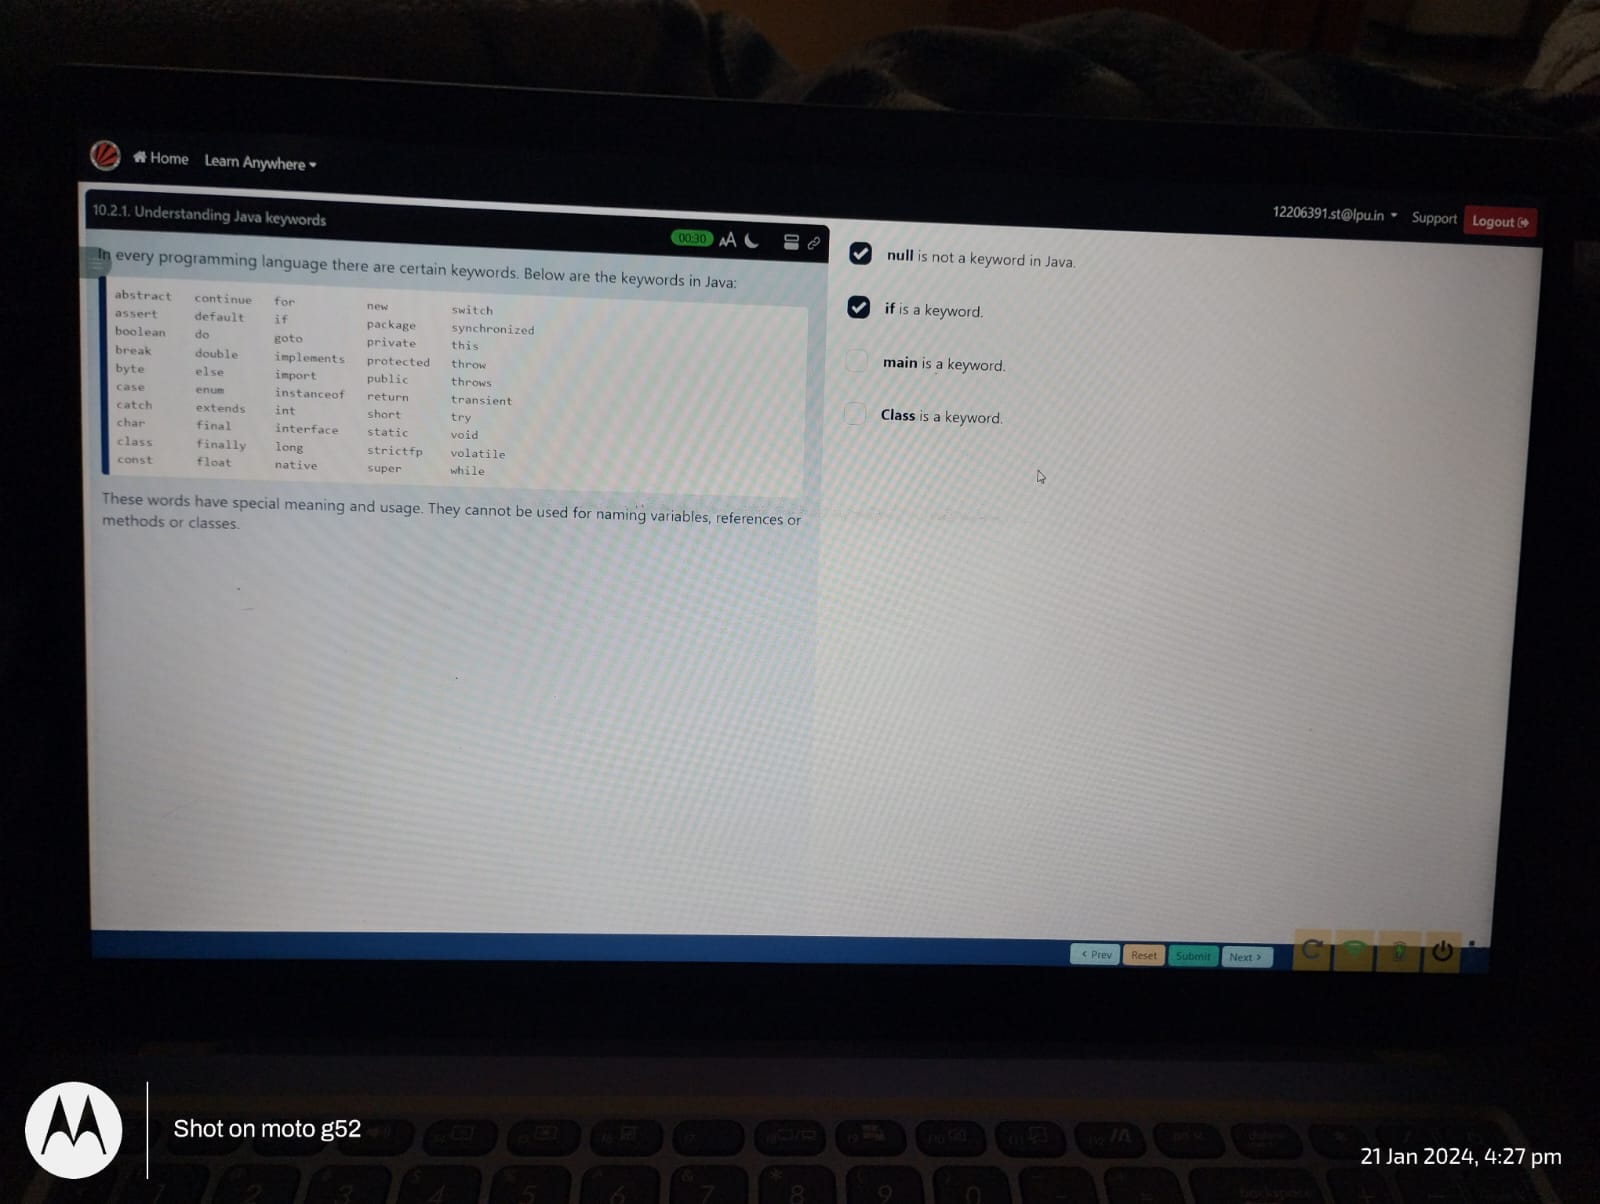 Home Learn Anywhere
12206391.st@lpu.in Support Logout
10.2.1. Understanding Java keywords
00:30 AA
In every programming language there are certain keywords. Below are the keywords in Java:
abstract continue for new switch
assert default if package synchronized
boolean do goto private this
break double implements protected throw
byte else import public throws
case enum instanceof return transient
catch extends int short try
char final interface static void
class finally long strictfp volatile
const float native super while
These words have special meaning and usage. They cannot be used for naming variables, references or
methods or classes.
null is not a keyword in Java.
if is a keyword.
main is a keyword.
Class is a keyword.
< Prev Reset Submit Next >
Shot on moto g52
21 Jan 2024, 4:27 pm